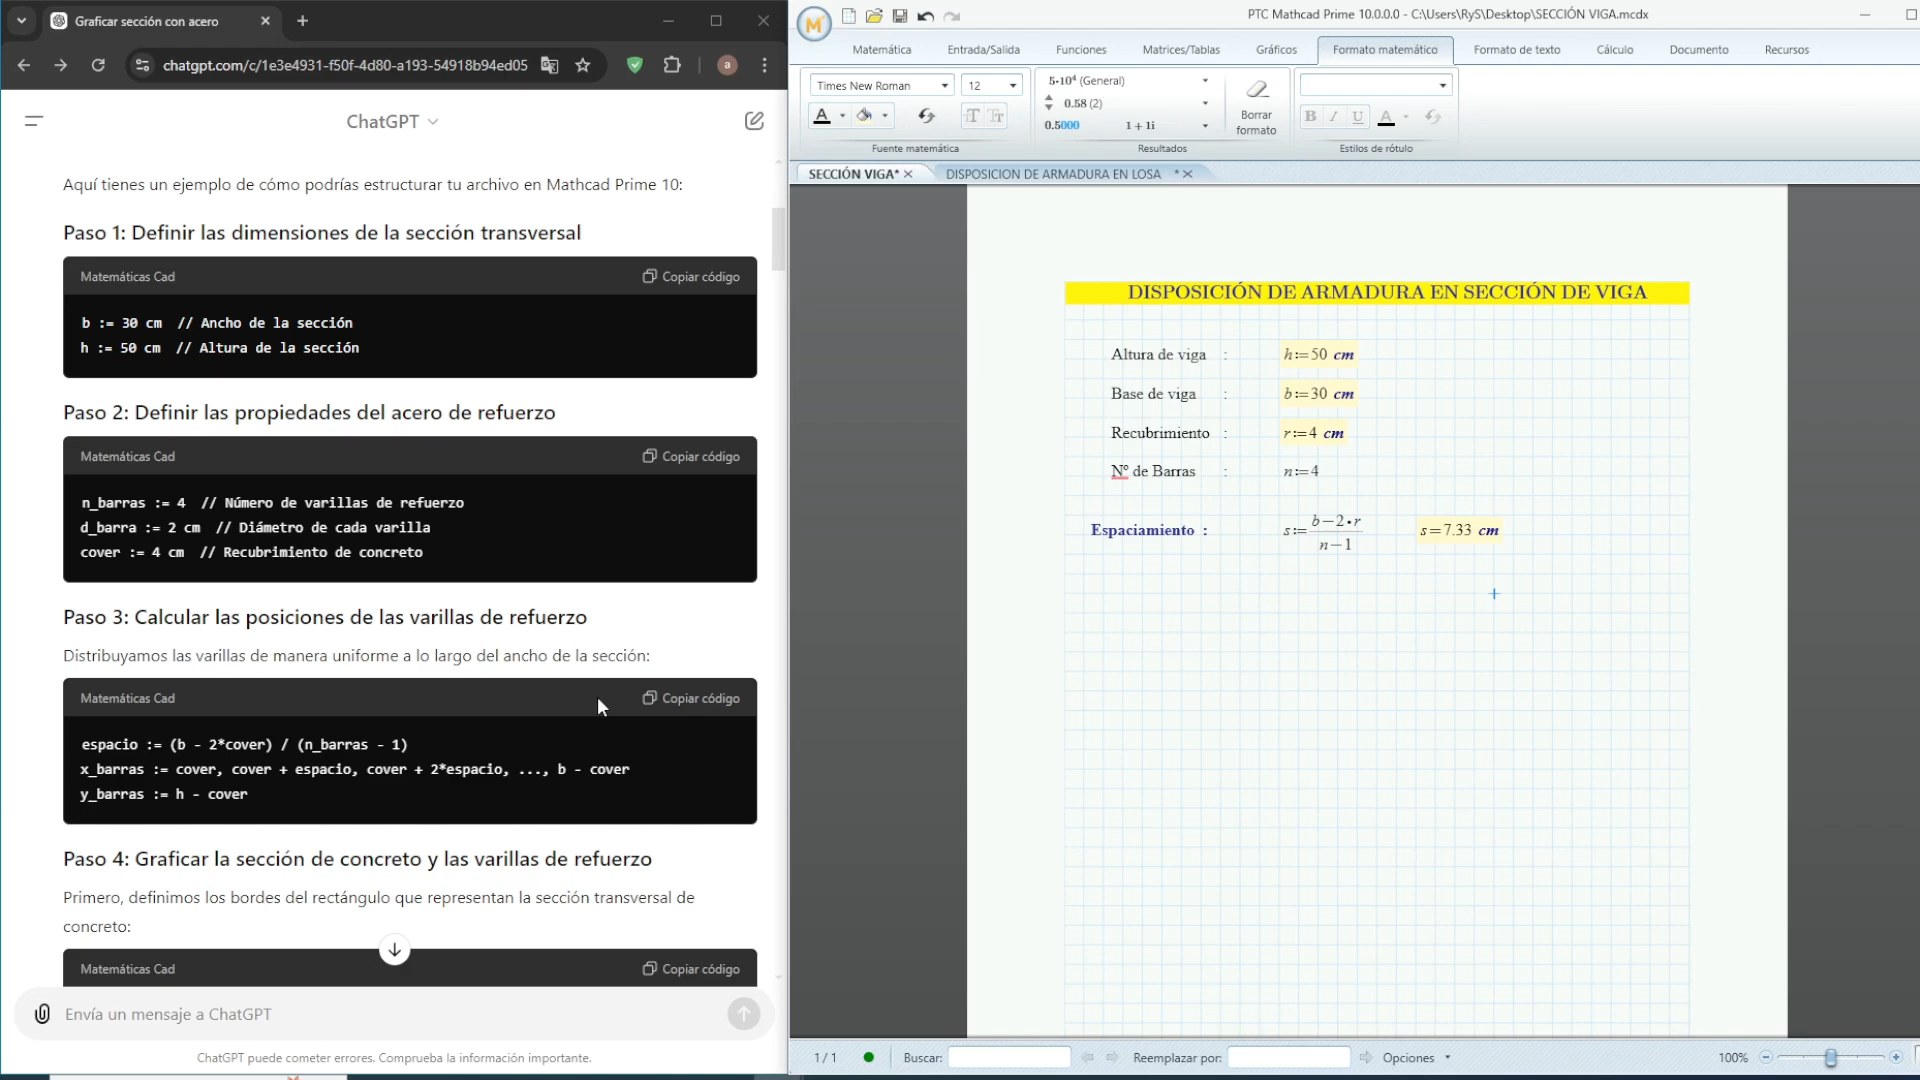 Graficar sección con acero
chatgpt.com/c/1e3e4931-f50f-4d80-a193-54918b94ed05
a
ChatGPT
Aquí tienes un ejemplo de cómo podrías estructurar tu archivo en Mathcad Prime 10:
Paso 1: Definir las dimensiones de la sección transversal
Matemáticas Cad
Copiar código
b := 30 cm // Ancho de la sección
h := 50 cm // Altura de la sección
Paso 2: Definir las propiedades del acero de refuerzo
Matemáticas Cad
Copiar código
n_barras := 4 // Número de varillas de refuerzo
d_barra := 2 cm // Diámetro de cada varilla
cover := 4 cm // Recubrimiento de concreto
Paso 3: Calcular las posiciones de las varillas de refuerzo
Distribuyamos las varillas de manera uniforme a lo largo del ancho de la sección:
Matemáticas Cad
Copiar código
espacio := (b - 2*cover) / (n_barras - 1)
x_barras := cover, cover + espacio, cover + 2*espacio, ..., b - cover
y_barras := h - cover
Paso 4: Graficar la sección de concreto y las varillas de refuerzo
Primero, definimos los bordes del rectángulo que representan la sección transversal de
concreto:
Matemáticas Cad
Copiar código
Envía un mensaje a ChatGPT
ChatGPT puede cometer errores. Comprueba la información importante.
M
PTC Mathcad Prime 10.0.0.0 - C:\Users\RyS\Desktop\SECCIÓN VIGA.mcdx
Matemática Entrada/Salida Funciones Matrices/Tablas Gráficos Formato matemático Formato de texto Cálculo Documento Recursos
Times New Roman 12
5•10⁴ (General)
0.58 (2)
0.5000 1 + 1i
Borrar
formato
B I U A
Fuente matemática Resultados Estilos de rótulo
SECCIÓN VIGA* DISPOSICION DE ARMADURA EN LOSA *
DISPOSICIÓN DE ARMADURA EN SECCIÓN DE VIGA
Altura de viga : h:=50 cm
Base de viga : b:=30 cm
Recubrimiento : r:=4 cm
Nº de Barras : n:=4
Espaciamiento : s:= b−2•r / n−1 s=7.33 cm
1 / 1 Buscar: Reemplazar por: Opciones 100%